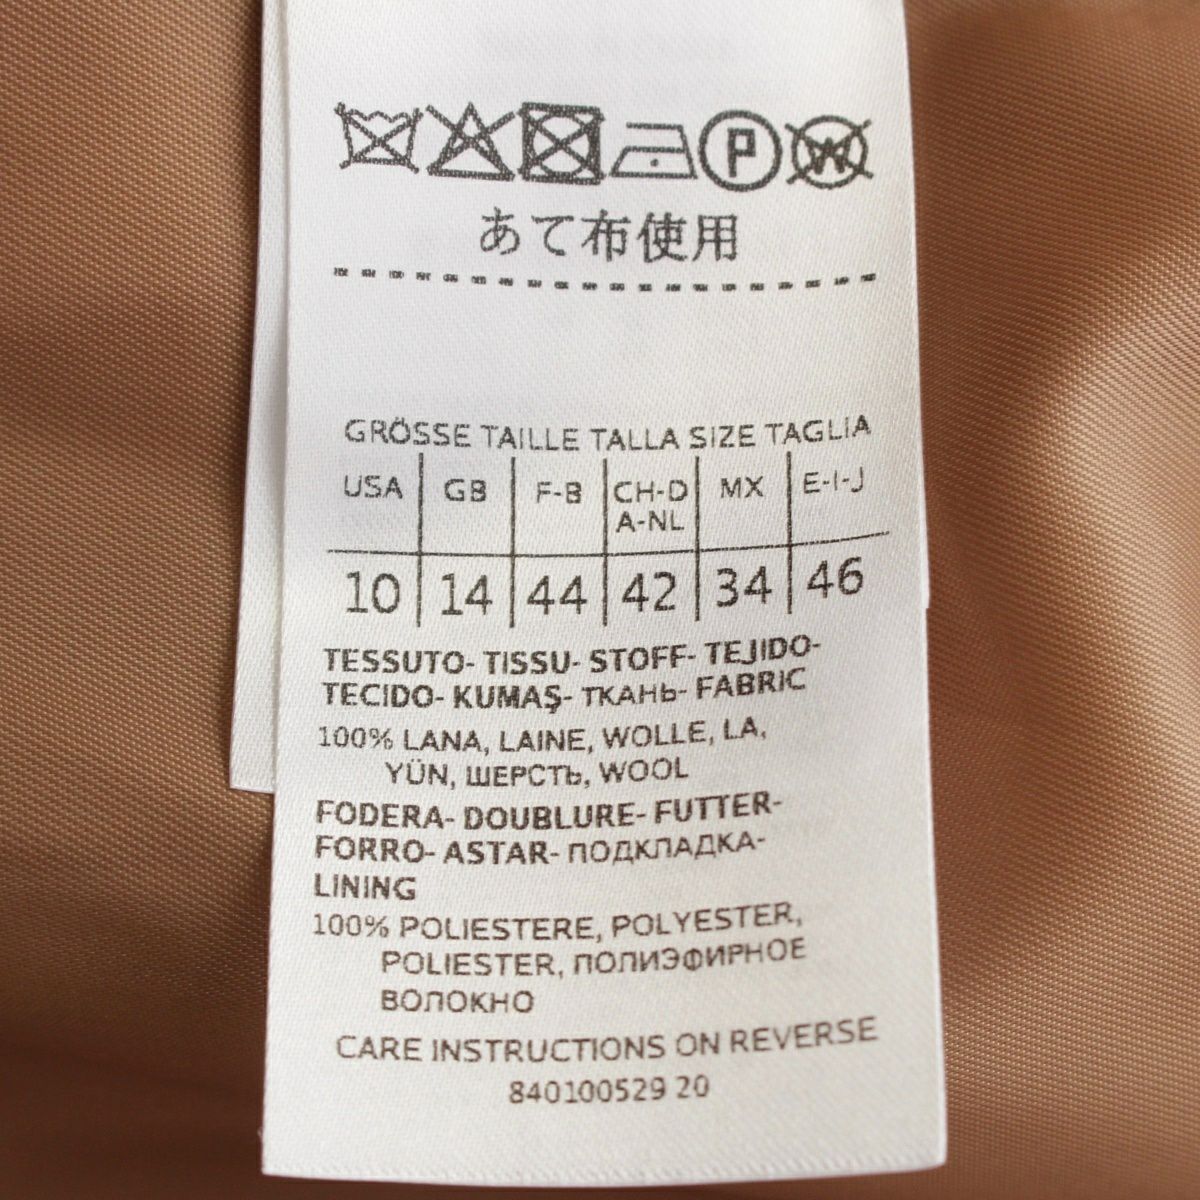 P W
あて布使用
GRÖSSE TAILLE TALLA SIZE TAGLIA
USA GB F-B CH-D A-NL MX E-I-J
10 14 44 42 34 46
TESSUTO- TISSU- STOFF- TEJIDO-
TECIDO- KUMAŞ- ТКАНЬ- FABRIC
100% LANA, LAINE, WOLLE, LA,
YÜN, ШЕРСТЬ, WOOL
FODERA- DOUBLURE- FUTTER-
FORRO- ASTAR- ПОДКЛАДКА-
LINING
100% POLIESTERE, POLYESTER,
POLIESTER, ПОЛИЭФИРНОЕ
ВОЛОКНО
CARE INSTRUCTIONS ON REVERSE
840100529 20